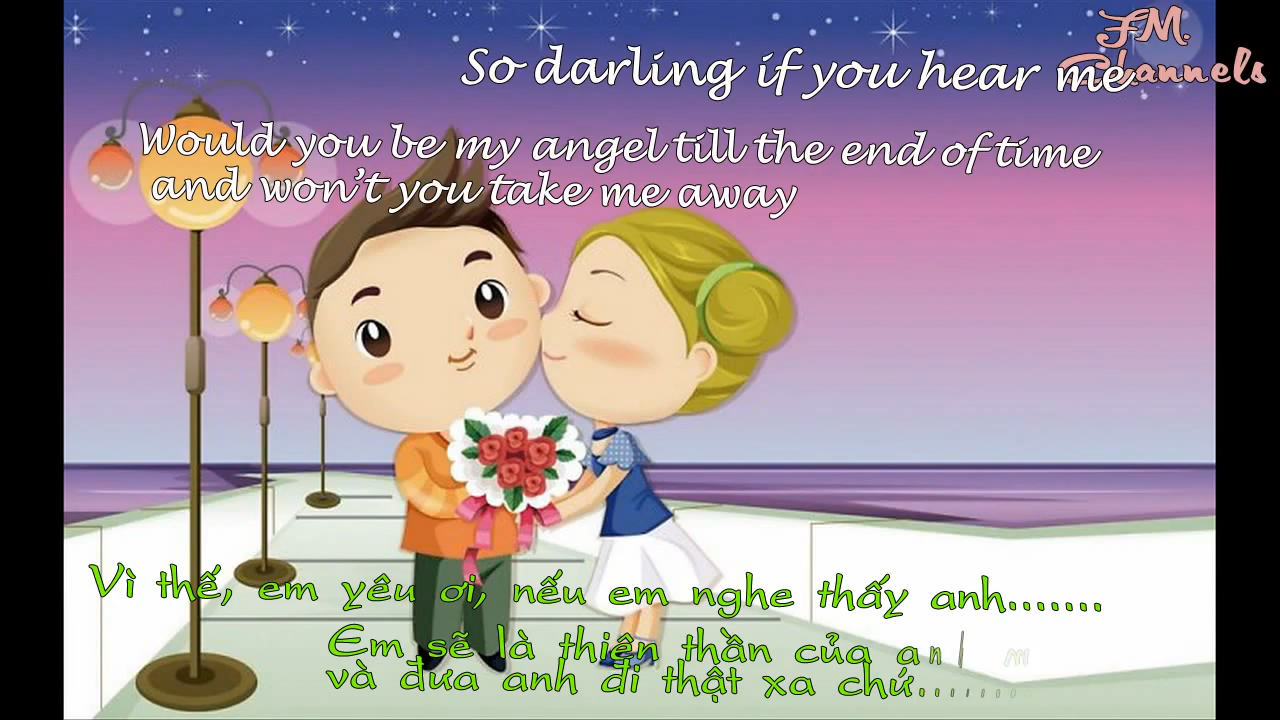 FM.
Channels
So darling if you hear me
Would you be my angel till the end of time
and won't you take me away
Vì thế, em yêu ơi, nếu em nghe thấy anh.......
Em sẽ là thiên thần của an
và đưa anh đi thật xa chứ.........